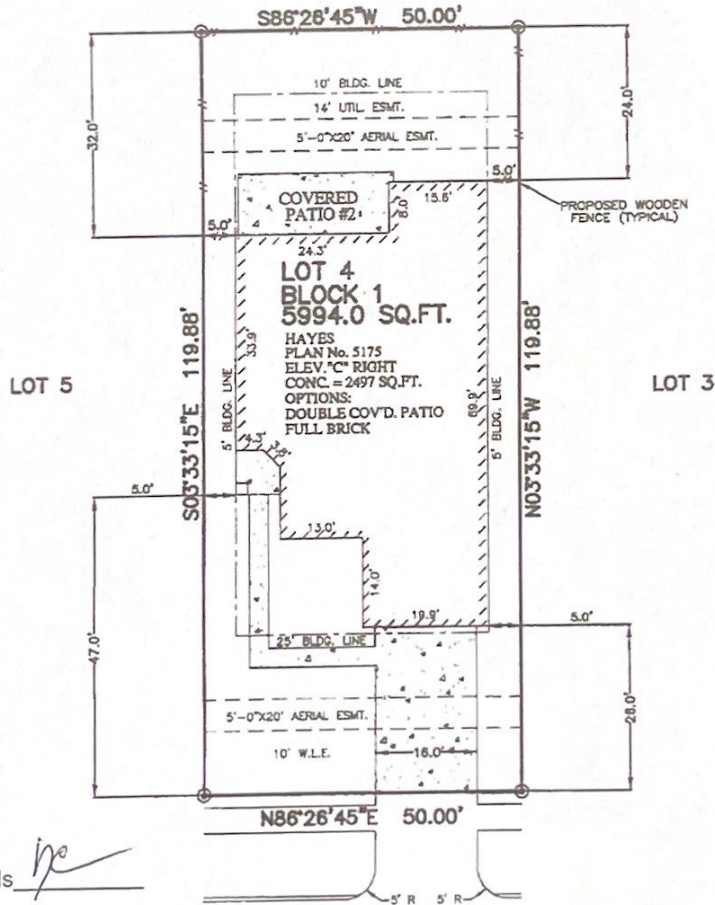 S86°26'45"W 50.00'
32.0'
24.0'
10' BLDG. LINE
14' UTIL. ESMT.
5'-0"X20' AERIAL ESMT.
5.0'
COVERED
PATIO #2
15.6'
8.0'
PROPOSED WOODEN
FENCE (TYPICAL)
5.0'
24.3'
LOT 4
BLOCK 1
5994.0 SQ.FT.
HAYES
PLAN No. 5175
ELEV."C" RIGHT
CONC. = 2497 SQ.FT.
OPTIONS:
DOUBLE COV'D. PATIO
FULL BRICK
33.9
LOT 5
LOT 3
S03°33'15"E 119.88'
N03°33'15"W 119.88'
5' BLDG. LINE
5' BLDG. LINE
69.9'
4.3'
5.0'
13.0'
14.0'
19.9'
5.0'
25' BLDG. LINE
47.0'
26.0'
5'-0"X20' AERIAL ESMT.
10' W.L.E.
16.0'
N86°26'45"E 50.00'
ls
5' R 5' R